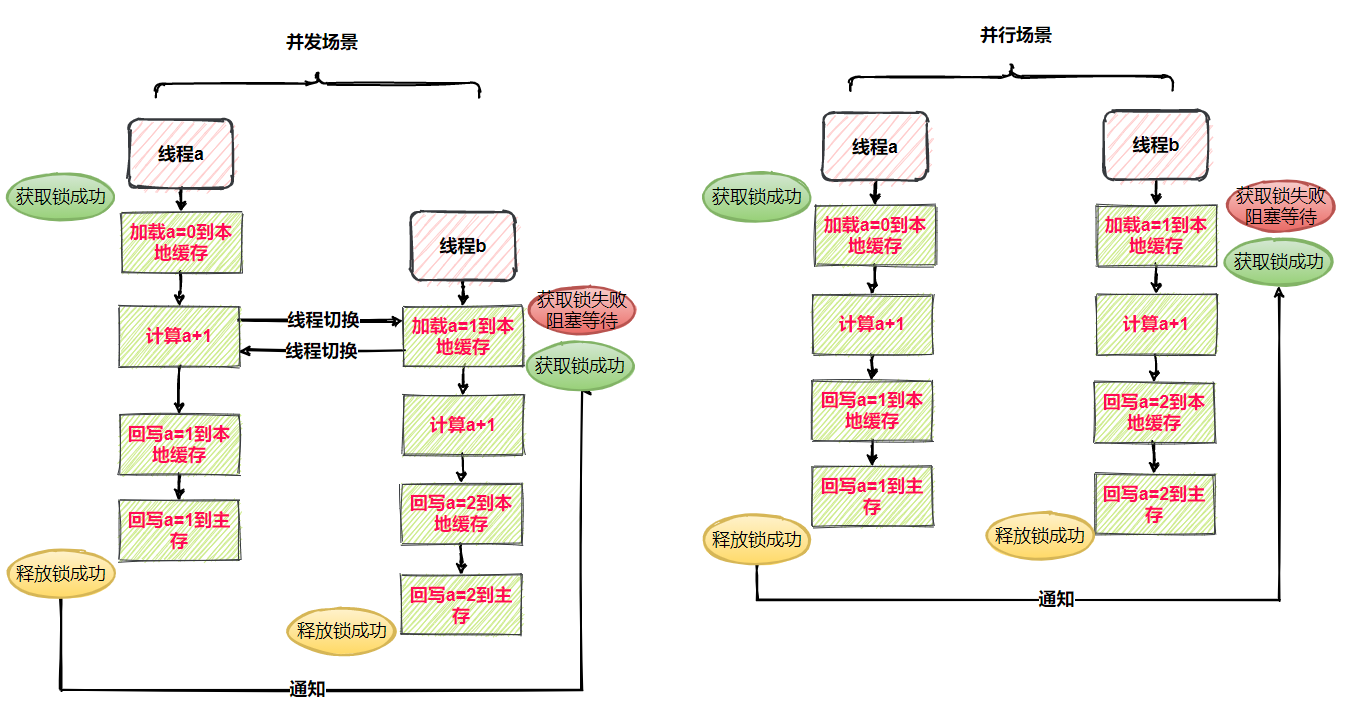 并发场景
线程a
获取锁成功
加载a=0到本
地缓存
线程b
计算a+1
线程切换
线程切换
加载a=1到本
地缓存
获取锁失败
阻塞等待
获取锁成功
回写a=1到本
地缓存
计算a+1
回写a=1到主
存
回写a=2到本
地缓存
释放锁成功
回写a=2到主
存
释放锁成功
通知
并行场景
线程a
线程b
获取锁成功
加载a=0到本
地缓存
加载a=1到本
地缓存
获取锁失败
阻塞等待
获取锁成功
计算a+1
计算a+1
回写a=1到本
地缓存
回写a=2到本
地缓存
回写a=1到主
存
回写a=2到主
存
释放锁成功
释放锁成功
通知